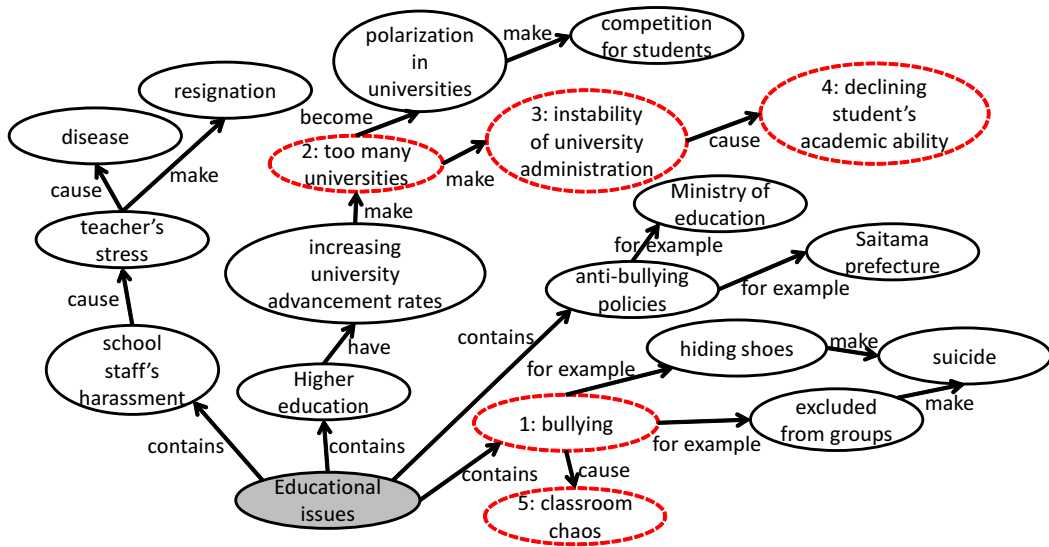 polarization
in
universities
make
competition
for students
resignation
disease
become
2: too many
universities
make
3: instability
of university
administration
cause
4: declining
student's
academic ability
cause
make
teacher's
stress
make
increasing
university
advancement rates
Ministry of
education
for example
anti-bullying
policies
Saitama
prefecture
for example
cause
school
staff's
harassment
have
Higher
education
contains
hiding shoes
make
suicide
for example
1: bullying
for example
excluded
from groups
make
contains
contains
contains
cause
Educational
issues
5: classroom
chaos